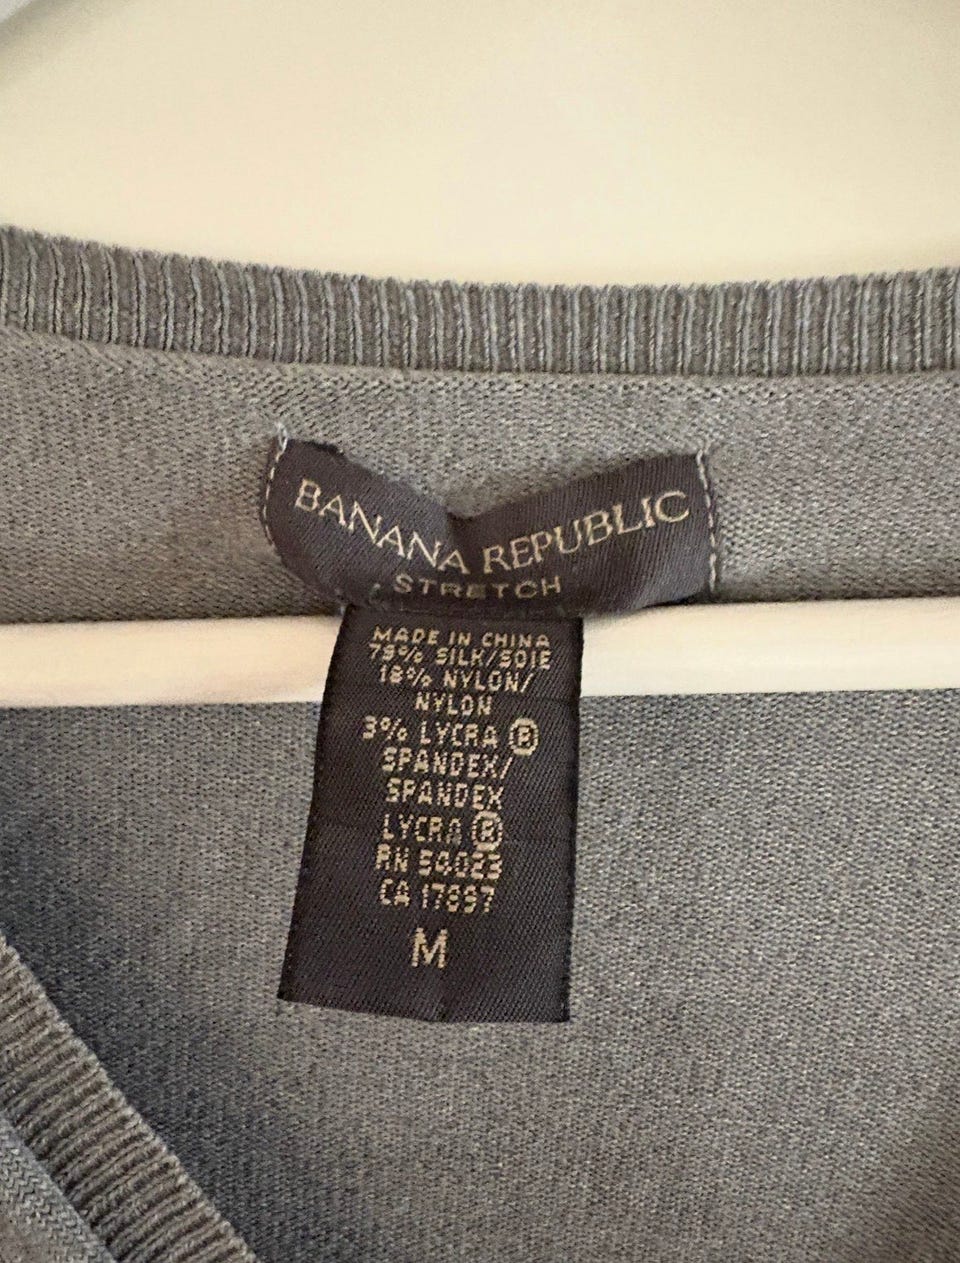 BANANA REPUBLIC
STRETCH
MADE IN CHINA
79% SILK/SOIE
18% NYLON/
NYLON
3% LYCRA ®
SPANDEX/
SPANDEX
LYCRA ®
RN 54023
CA 17897
M